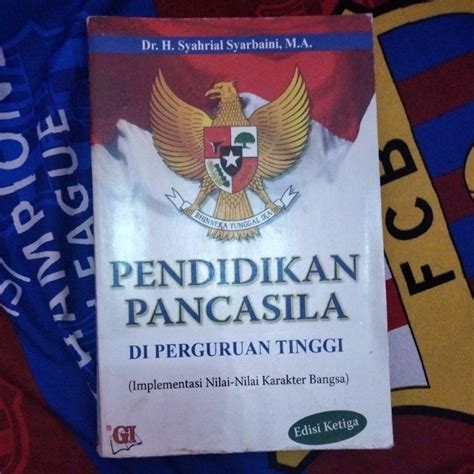 Dr. H. Syahrial Syarbaini, M.A.
BHINNEKA TUNGGAL IKA
PENDIDIKAN
PANCASILA
DI PERGURUAN TINGGI
(Implementasi Nilai-Nilai Karakter Bangsa)
GI
Edisi Ketiga
FCB